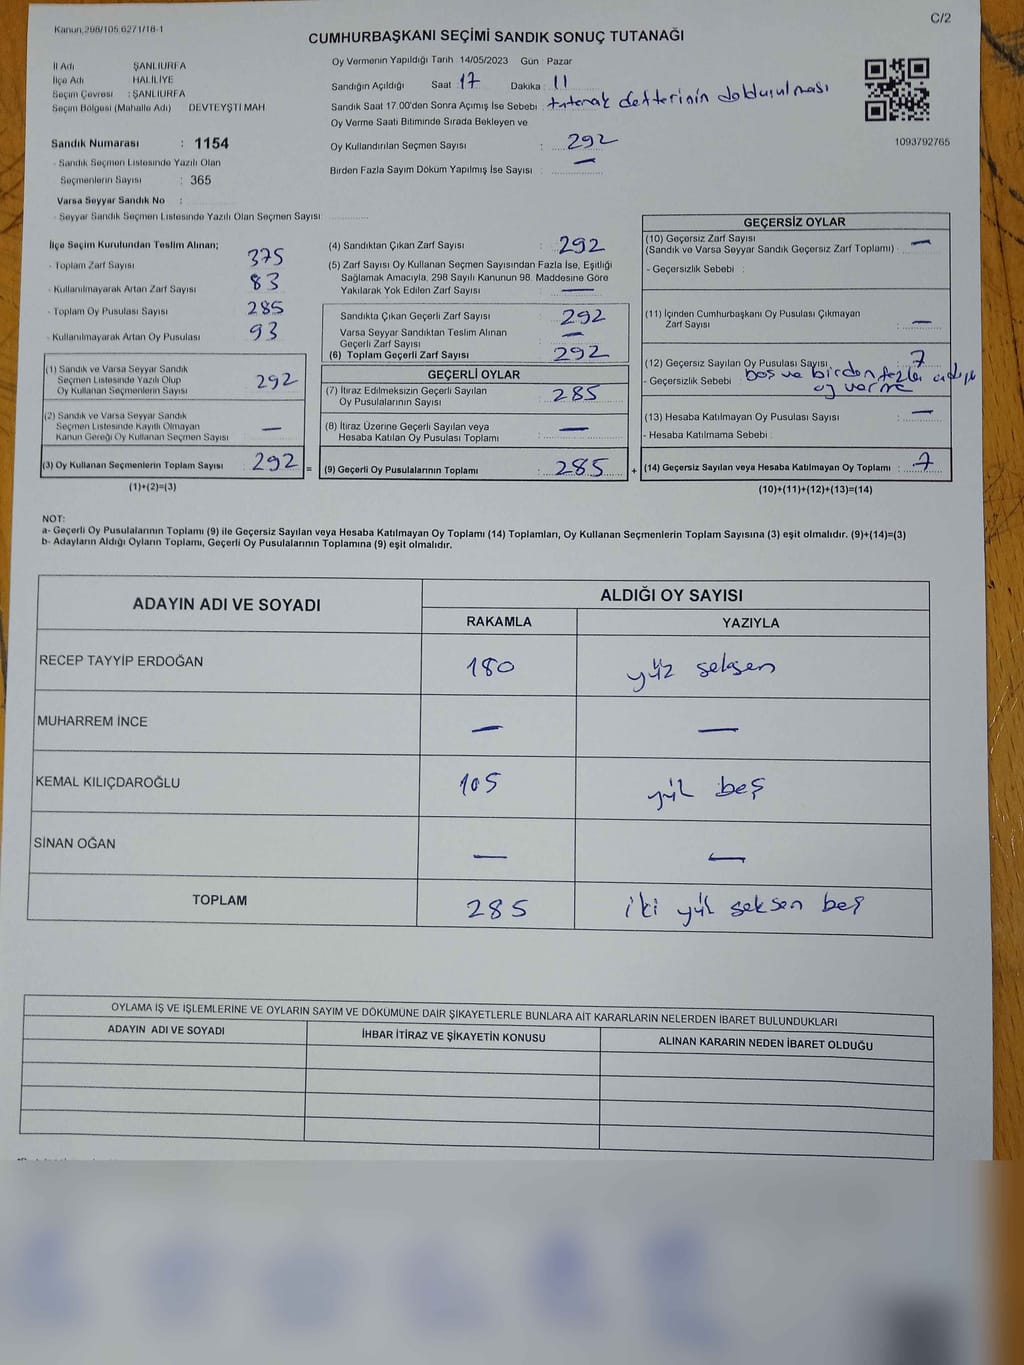 Kanun,298/105,6271/18-1
C/2
CUMHURBAŞKANI SEÇİMİ SANDIK SONUÇ TUTANAĞI
İl Adı ŞANLIURFA
İlçe Adı HALİLİYE
Seçim Çevresi : ŞANLIURFA
Seçim Bölgesi (Mahalle Adı) DEVTEYŞTİ MAH
Oy Vermenin Yapıldığı Tarih 14/05/2023 Gün Pazar
Sandığın Açıldığı Saat 17 Dakika 11
Sandık Saat 17.00'den Sonra Açımış İse Sebebi : tutanak defterinin doldurulması
Oy Verme Saati Bitiminde Sırada Bekleyen ve
Oy Kullandırılan Seçmen Sayısı : 292
Birden Fazla Sayım Döküm Yapılmış İse Sayısı : —
1093792765
Sandık Numarası : 1154
- Sandık Seçmen Listesinde Yazılı Olan
Seçmenlerin Sayısı : 365
Varsa Seyyar Sandık No :
- Seyyar Sandık Seçmen Listesinde Yazılı Olan Seçmen Sayısı:
İlçe Seçim Kurulundan Teslim Alınan;
- Toplam Zarf Sayısı 375
- Kullanılmayarak Artan Zarf Sayısı 83
- Toplam Oy Pusulası Sayısı 285
- Kullanılmayarak Artan Oy Pusulası 93
(1) Sandık ve Varsa Seyyar Sandık
Seçmen Listesinde Yazılı Olup
Oy Kullanan Seçmenlerin Sayısı 292
(2) Sandık ve Varsa Seyyar Sandık
Seçmen Listesinde Kayıtlı Olmayan
Kanun Gereği Oy Kullanan Seçmen Sayısı —
(3) Oy Kullanan Seçmenlerin Toplam Sayısı 292 =
(1)+(2)=(3)
(4) Sandıktan Çıkan Zarf Sayısı : 292
(5) Zarf Sayısı Oy Kullanan Seçmen Sayısından Fazla İse, Eşitliği
Sağlamak Amacıyla, 298 Sayılı Kanunun 98. Maddesine Göre
Yakılarak Yok Edilen Zarf Sayısı —
Sandıkta Çıkan Geçerli Zarf Sayısı : 292
Varsa Seyyar Sandıktan Teslim Alınan
Geçerli Zarf Sayısı : —
(6) Toplam Geçerli Zarf Sayısı : 292
GEÇERLİ OYLAR
(7) İtiraz Edilmeksizin Geçerli Sayılan
Oy Pusulalarının Sayısı : 285
(8) İtiraz Üzerine Geçerli Sayılan veya
Hesaba Katılan Oy Pusulası Toplamı : —
(9) Geçerli Oy Pusulalarının Toplamı : 285 +
GEÇERSİZ OYLAR
(10) Geçersiz Zarf Sayısı
(Sandık ve Varsa Seyyar Sandık Geçersiz Zarf Toplamı) : —
- Geçersizlik Sebebi :
(11) İçinden Cumhurbaşkanı Oy Pusulası Çıkmayan
Zarf Sayısı : —
(12) Geçersiz Sayılan Oy Pusulası Sayısı : 7
- Geçersizlik Sebebi : boş ve birden fazla
oy verme
(13) Hesaba Katılmayan Oy Pusulası Sayısı : —
- Hesaba Katılmama Sebebi :
(14) Geçersiz Sayılan veya Hesaba Katılmayan Oy Toplamı : 7
(10)+(11)+(12)+(13)=(14)
NOT:
a- Geçerli Oy Pusulalarının Toplamı (9) ile Geçersiz Sayılan veya Hesaba Katılmayan Oy Toplamı (14) Toplamları, Oy Kullanan Seçmenlerin Toplam Sayısına (3) eşit olmalıdır. (9)+(14)=(3)
b- Adayların Aldığı Oyların Toplamı, Geçerli Oy Pusulalarının Toplamına (9) eşit olmalıdır.
ADAYIN ADI VE SOYADI ALDIĞI OY SAYISI
RAKAMLA YAZIYLA
RECEP TAYYİP ERDOĞAN 180 yüz seksen
MUHARREM İNCE — —
KEMAL KILIÇDAROĞLU 105 yüz beş
SİNAN OĞAN — —
TOPLAM 285 iki yüz seksen beş
OYLAMA İŞ VE İŞLEMLERİNE VE OYLARIN SAYIM VE DÖKÜMÜNE DAİR ŞİKAYETLERLE BUNLARA AİT KARARLARIN NELERDEN İBARET BULUNDUKLARI
ADAYIN ADI VE SOYADI İHBAR İTİRAZ VE ŞİKAYETİN KONUSU ALINAN KARARIN NEDEN İBARET OLDUĞU